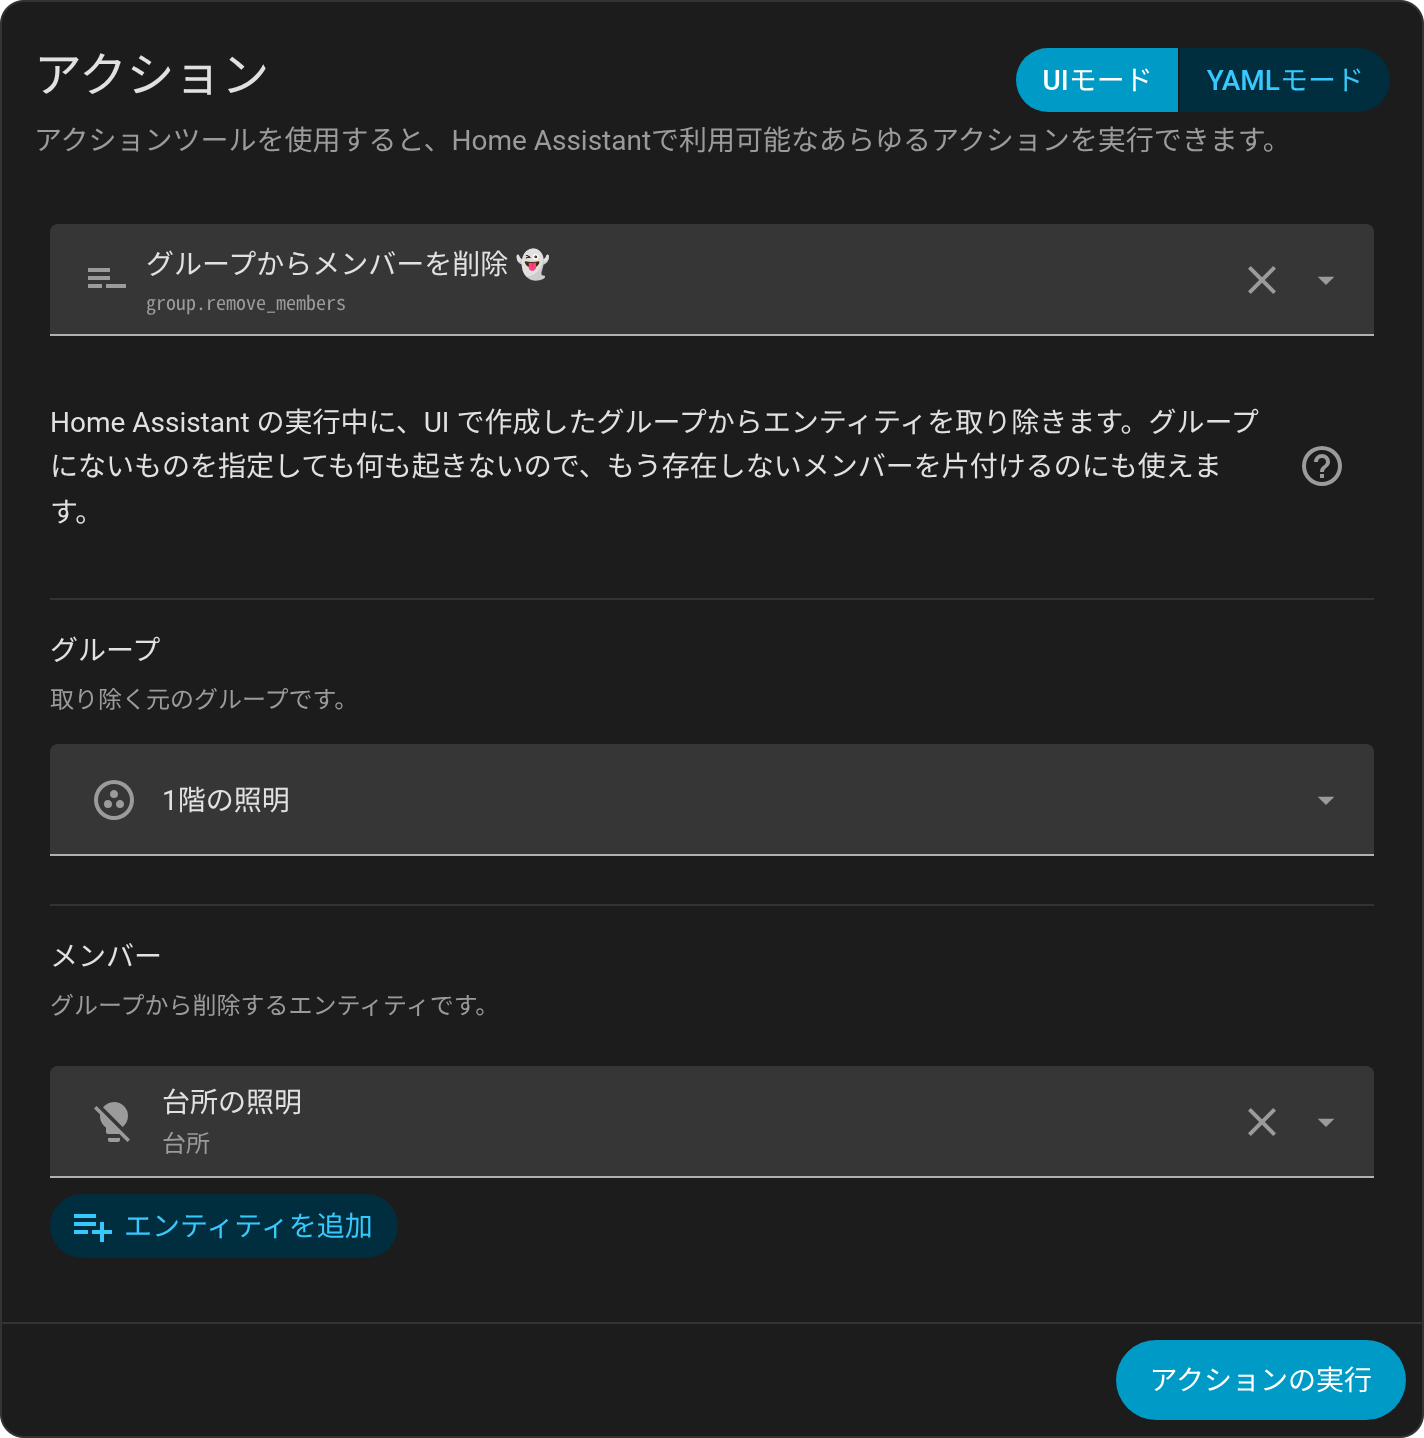 アクション
UIモード
YAMLモード
アクションツールを使用すると、Home Assistantで利用可能なあらゆるアクションを実行できます。
グループからメンバーを削除 👻
group.remove_members
Home Assistant の実行中に、UI で作成したグループからエンティティを取り除きます。グループ
にないものを指定しても何も起きないので、もう存在しないメンバーを片付けるのにも使えま
す。
グループ
取り除く元のグループです。
1階の照明
メンバー
グループから削除するエンティティです。
台所の照明
台所
エンティティを追加
アクションの実行